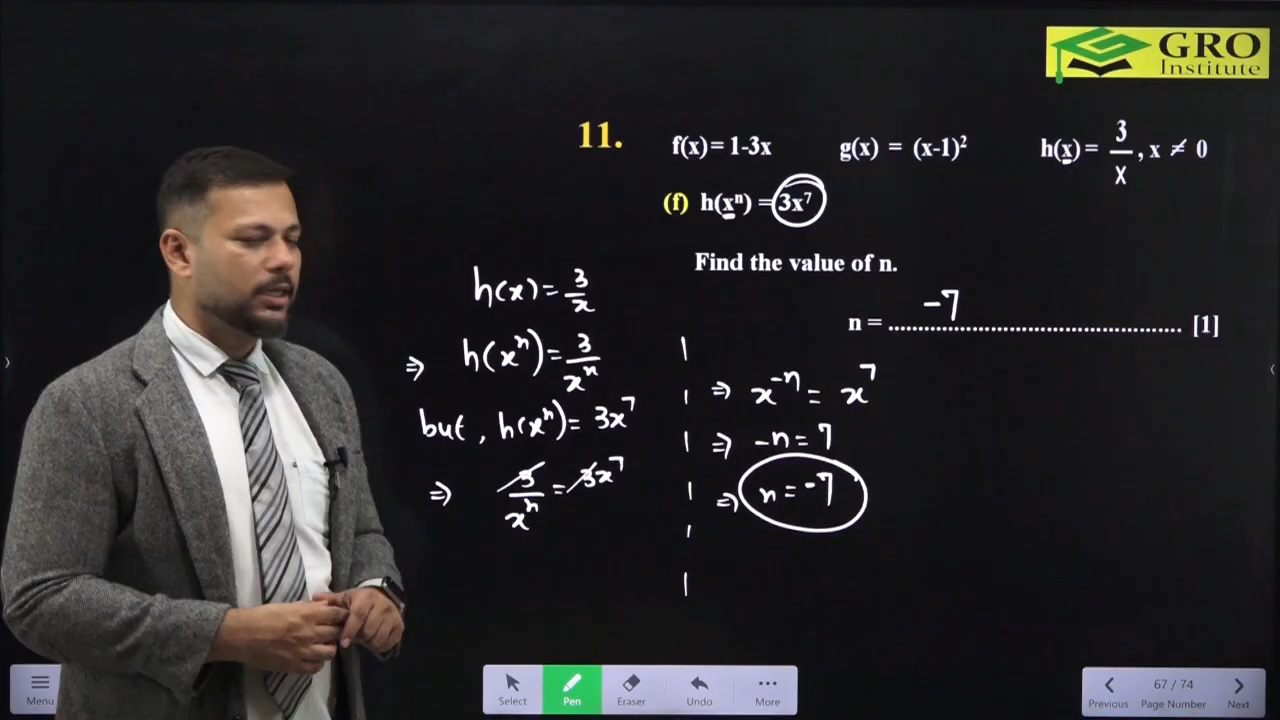 GRO
Institute
11. f(x)= 1-3x g(x) = (x-1)² h(x)= 3/x , x ≠ 0
(f) h(xⁿ) = 3x⁷
Find the value of n.
n = -7 [1]
h(x)= 3/x
⇒ h(xⁿ)= 3/xⁿ
but, h(xⁿ)= 3x⁷
⇒ 3/xⁿ = 3x⁷
⇒ x⁻ⁿ = x⁷
⇒ -n = 7
⇒ n = -7
Menu
Select Pen Eraser Undo More
67 / 74
Previous Page Number Next